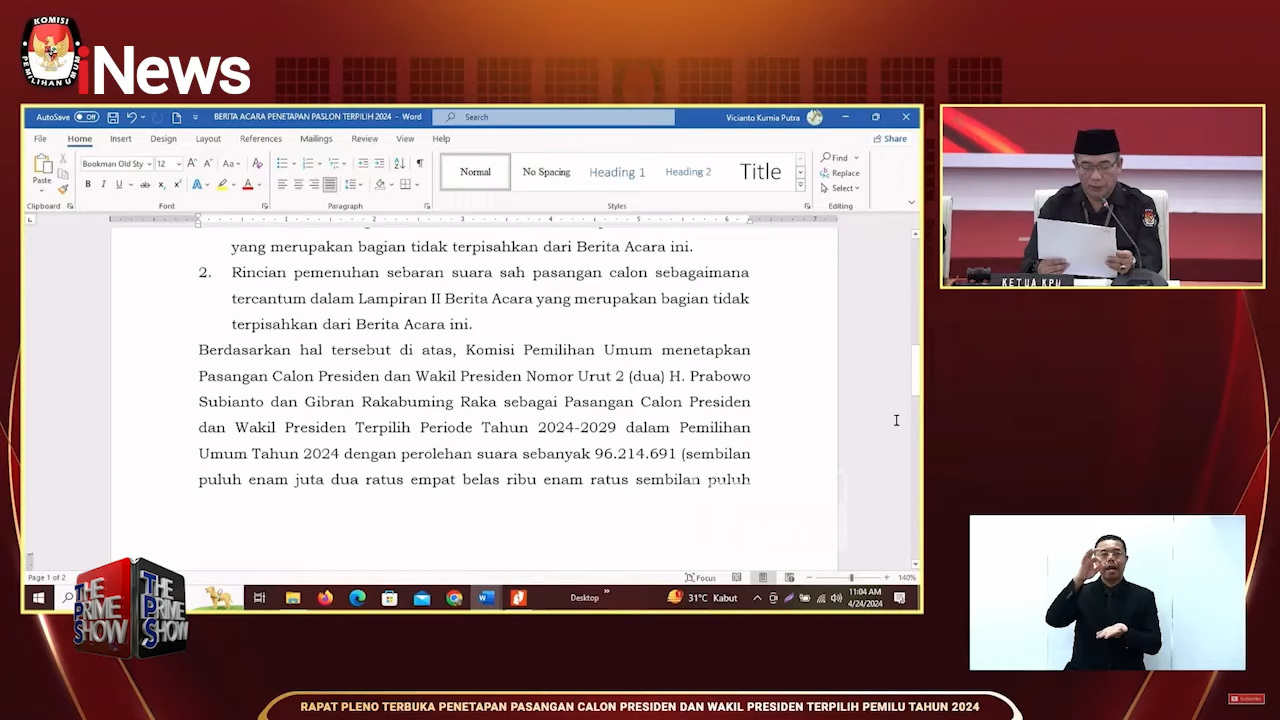 KOMISI
PEMILIHAN UMUM
iNews
AutoSave Off
BERITA ACARA PENETAPAN PASLON TERPILIH 2024 - Word
Search
Vicianto Kurnia Putra
File Home Insert Design Layout References Mailings Review View Help
Share
Paste
Bookman Old Sty 12
Normal No Spacing Heading 1 Heading 2 Title
Find
Replace
Select
Clipboard Font Paragraph Styles Editing
yang merupakan bagian tidak terpisahkan dari Berita Acara ini.
2. Rincian pemenuhan sebaran suara sah pasangan calon sebagaimana
tercantum dalam Lampiran II Berita Acara yang merupakan bagian tidak
terpisahkan dari Berita Acara ini.
Berdasarkan hal tersebut di atas, Komisi Pemilihan Umum menetapkan
Pasangan Calon Presiden dan Wakil Presiden Nomor Urut 2 (dua) H. Prabowo
Subianto dan Gibran Rakabuming Raka sebagai Pasangan Calon Presiden
dan Wakil Presiden Terpilih Periode Tahun 2024-2029 dalam Pemilihan
Umum Tahun 2024 dengan perolehan suara sebanyak 96.214.691 (sembilan
puluh enam juta dua ratus empat belas ribu enam ratus sembilan puluh
Page 1 of 2
Focus
140%
Desktop
31°C Kabut
11:04 AM
4/24/2024
KETUA KPU
THE PRIME SHOW
THE PRIME SHOW
RAPAT PLENO TERBUKA PENETAPAN PASANGAN CALON PRESIDEN DAN WAKIL PRESIDEN TERPILIH PEMILU TAHUN 2024
Subscribe